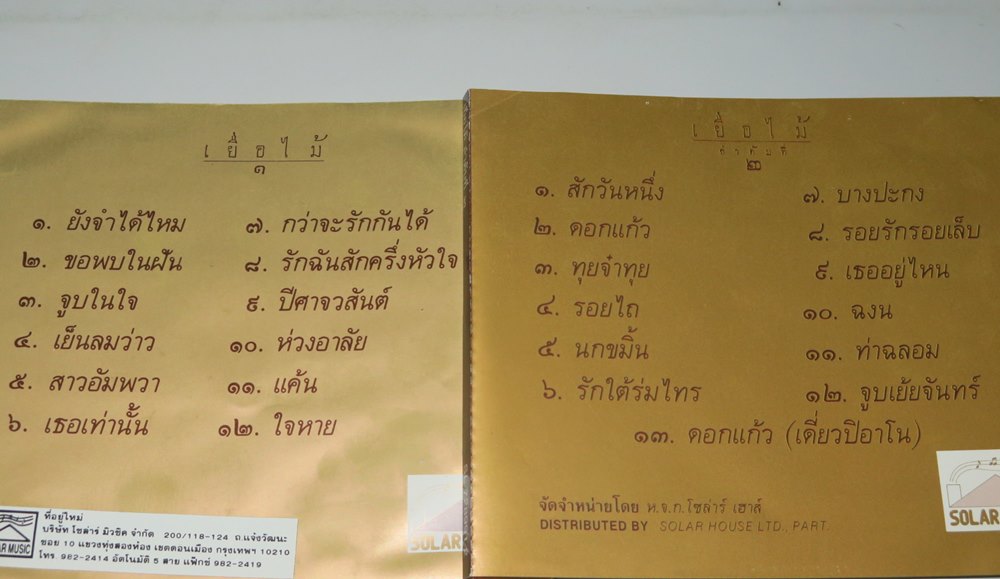 เยื่อไม้
๑
๑. ยังจำได้ไหม
๒. ขอพบในฝัน
๓. จูบในใจ
๔. เย็นลมว่าว
๕. สาวอัมพวา
๖. เธอเท่านั้น
๗. กว่าจะรักกันได้
๘. รักฉันสักครึ่งหัวใจ
๙. ปีศาจวสันต์
๑๐. ห่วงอาลัย
๑๑. แค้น
๑๒. ใจหาย
ที่อยู่ใหม่
บริษัท โซล่าร์ มิวซิค จำกัด 200/118-124 ถ.แจ้งวัฒนะ
ซอย 10 แขวงทุ่งสองห้อง เขตดอนเมือง กรุงเทพฯ 10210
โทร. 982-2414 อัตโนมัติ 5 สาย แฟ๊กซ์ 982-2419
AR MUSIC
SOLAR
เยื่อไม้
ลำดับที่
๒
๑. สักวันหนึ่ง
๒. ดอกแก้ว
๓. ทุยจ๋าทุย
๔. รอยไถ
๕. นกขมิ้น
๖. รักใต้ร่มไทร
๗. บางปะกง
๘. รอยรักรอยเล็บ
๙. เธออยู่ไหน
๑๐. ฉงน
๑๑. ท่าฉลอม
๑๒. จูบเย้ยจันทร์
๑๓. ดอกแก้ว (เดี่ยวปิอาโน)
จัดจำหน่ายโดย ห.จ.ก.โซล่าร์ เฮาส์
DISTRIBUTED BY SOLAR HOUSE LTD., PART.
SOLAR